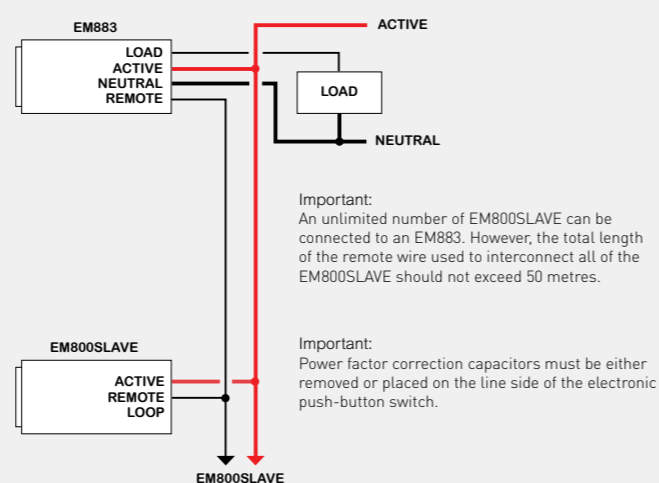 EM883
ACTIVE
LOAD
ACTIVE
NEUTRAL
REMOTE
LOAD
NEUTRAL
Important:
An unlimited number of EM800SLAVE can be
connected to an EM883. However, the total length
of the remote wire used to interconnect all of the
EM800SLAVE should not exceed 50 metres.
Important:
Power factor correction capacitors must be either
removed or placed on the line side of the electronic
push-button switch.
EM800SLAVE
ACTIVE
REMOTE
LOOP
EM800SLAVE